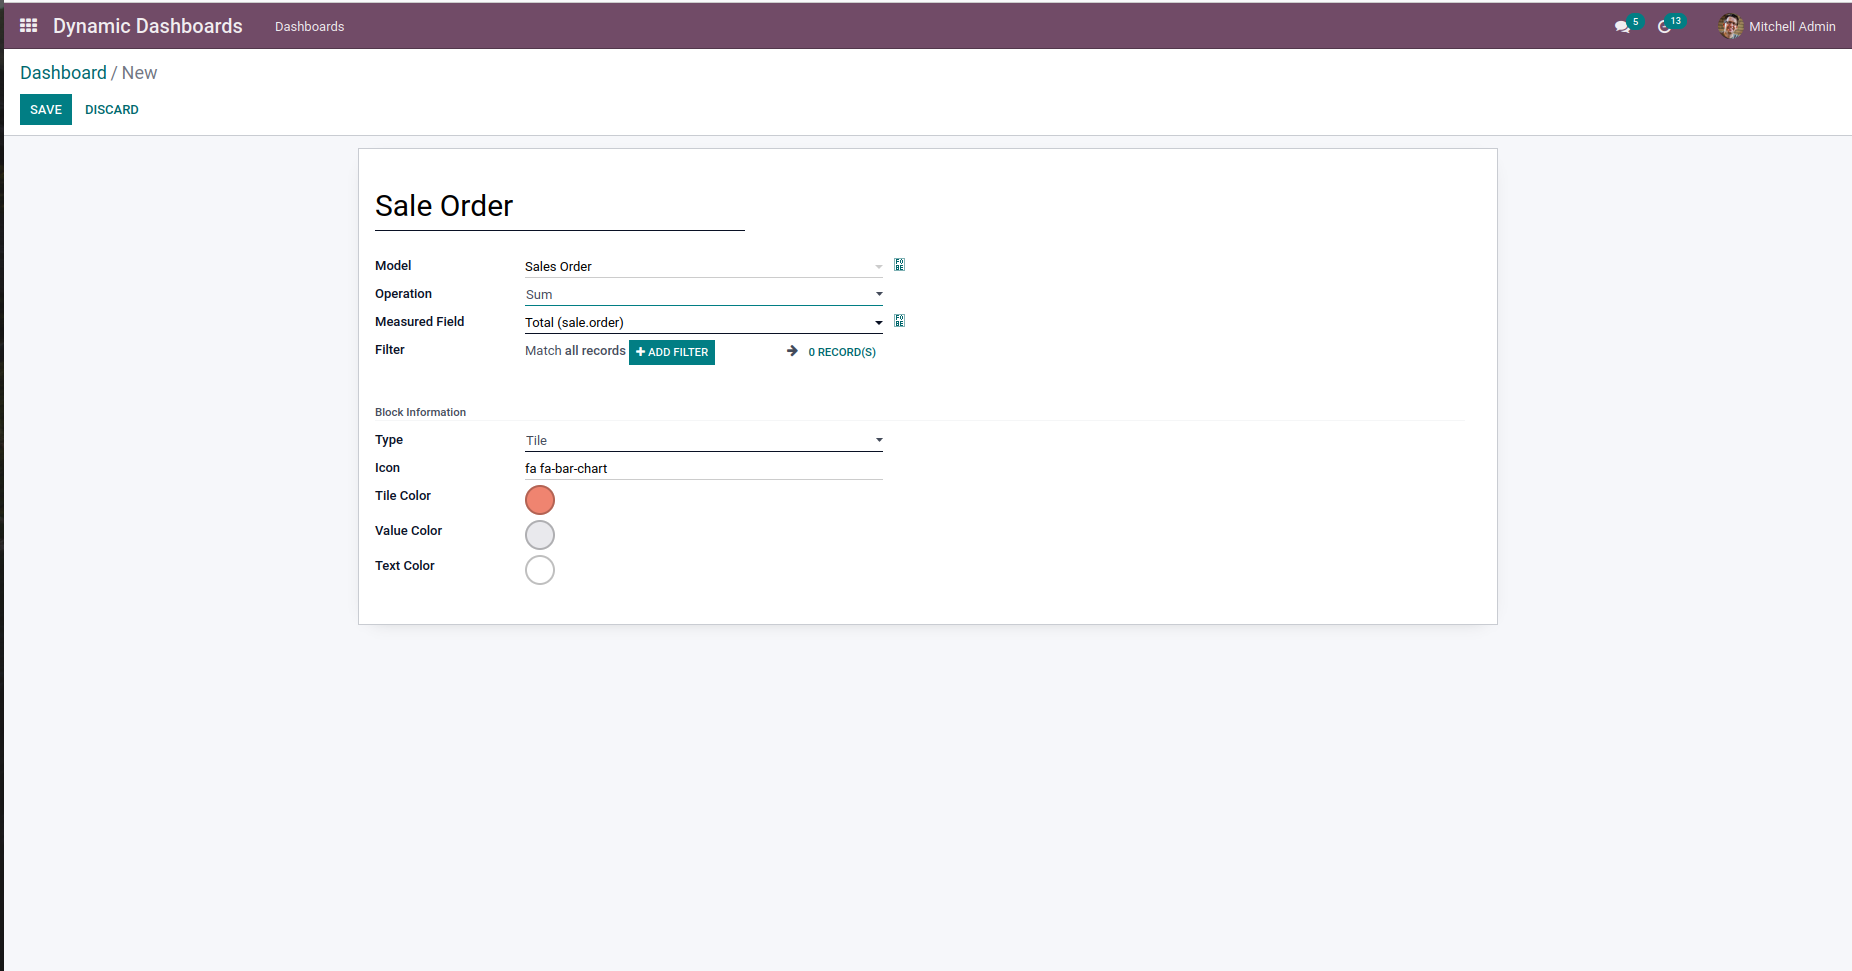 Dynamic Dashboards Dashboards 5 13 Mitchell Admin
Dashboard / New
SAVE DISCARD
Sale Order
Model Sales Order
Operation Sum
Measured Field Total (sale.order)
Filter Match all records ADD FILTER 0 RECORD(S)
Block Information
Type Tile
Icon fa fa-bar-chart
Tile Color
Value Color
Text Color